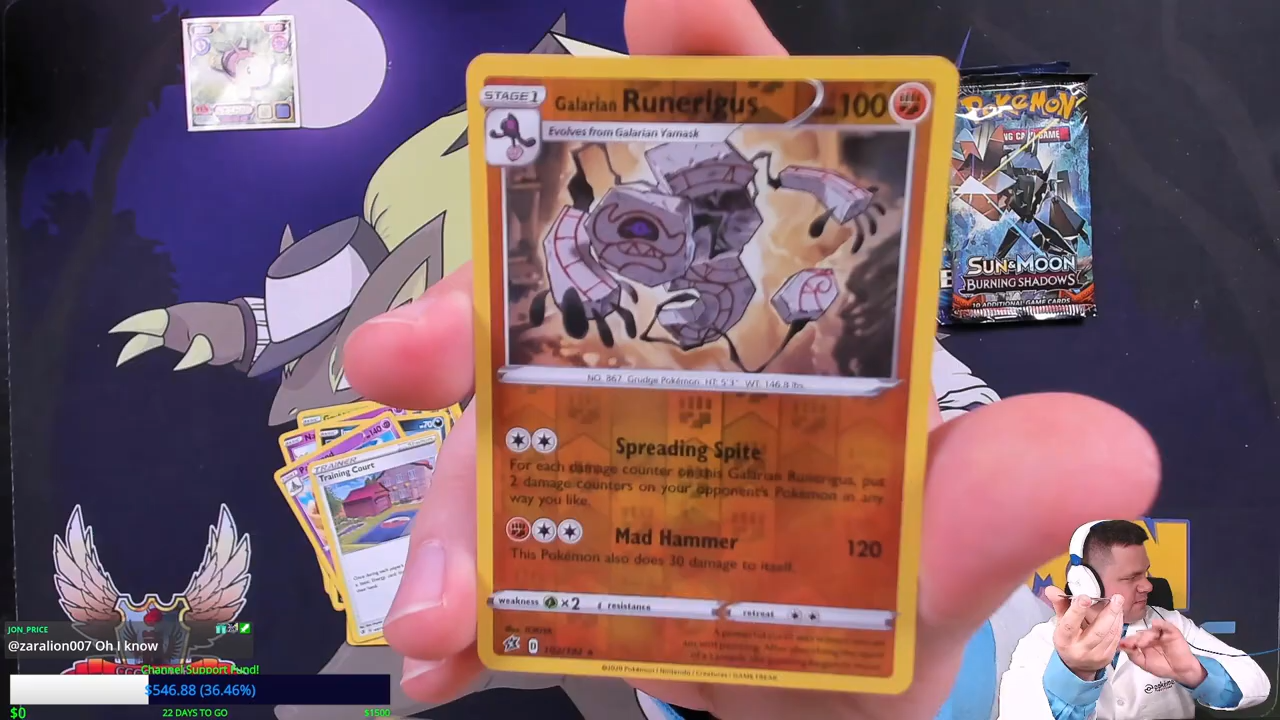 STAGE 1
Galarian Runerigus
100
Evolves from Galarian Yamask
NO. 867 Grudge Pokémon HT: 5'3" WT: 146.8 lbs.
Spreading Spite
For each damage counter on this Galarian Runerigus, put
2 damage counters on your opponent's Pokémon in any
way you like.
Mad Hammer
120
This Pokémon also does 30 damage to itself.
weakness ×2 resistance retreat
D
©2020 Pokémon / Nintendo / Creatures / GAME FREAK
POKÉMON
CARD GAME
SUN & MOON
BURNING SHADOWS
10 ADDITIONAL GAME CARDS
140
70
TRAINER
Training Court
JON_PRICE
@zaralion007 Oh I know
Channel Support Fund!
$546.88 (36.46%)
$0
22 DAYS TO GO
$1500